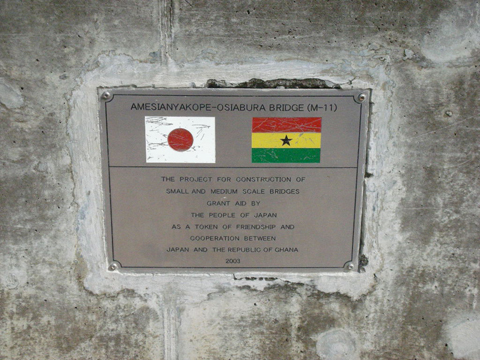 AMESIANYAKOPE-OSIABURA BRIDGE (M-11)
THE PROJECT FOR CONSTRUCTION OF
SMALL AND MEDIUM SCALE BRIDGES
GRANT AID BY
THE PEOPLE OF JAPAN
AS A TOKEN OF FRIENDSHIP AND
COOPERATION BETWEEN
JAPAN AND THE REPUBLIC OF GHANA
2003